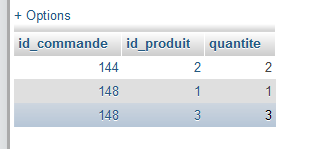 + Options
id_commande id_produit quantite
144 2 2
148 1 1
148 3 3